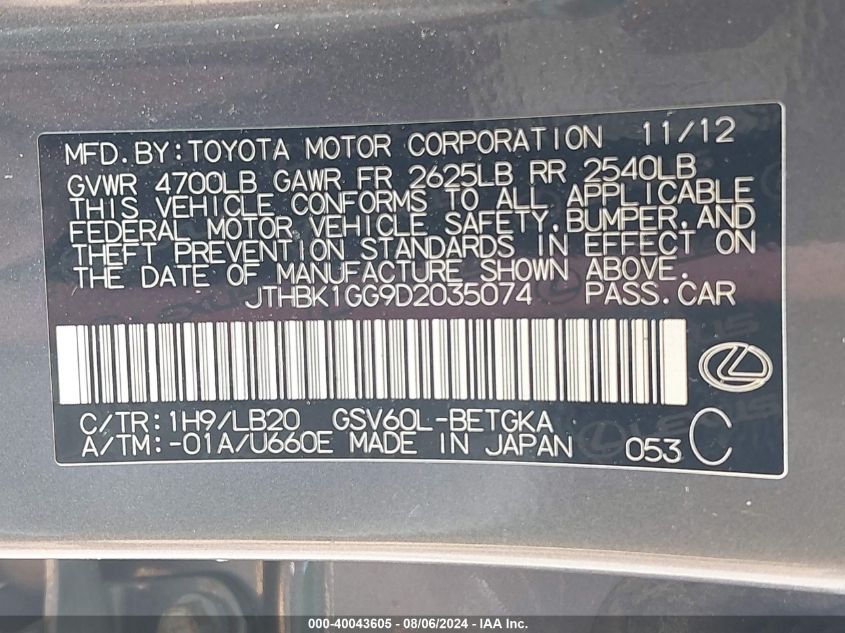 MFD.BY:TOYOTA MOTOR CORPORATION 11/12
GVWR 4700LB GAWR FR 2625LB RR 2540LB
THIS VEHICLE CONFORMS TO ALL APPLICABLE
FEDERAL MOTOR VEHICLE SAFETY,BUMPER,AND
THEFT PREVENTION STANDARDS IN EFFECT ON
THE DATE OF MANUFACTURE SHOWN ABOVE.
JTHBK1GG9D2035074 PASS.CAR
C/TR:1H9/LB20 GSV60L-BETGKA
A/TM:-01A/U660E MADE IN JAPAN 053 C
000-40043605 - 08/06/2024 - IAA Inc.